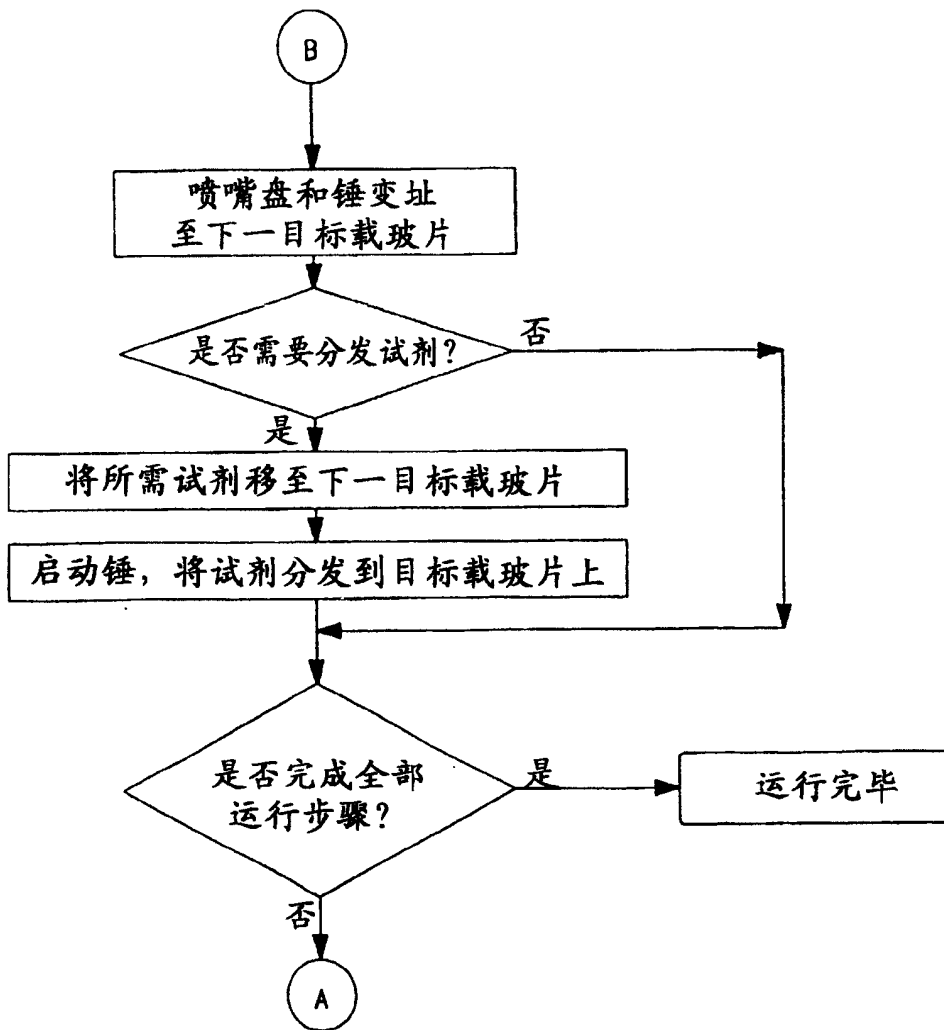 B
喷嘴盘和锤变址
至下一目标载玻片
是否需要分发试剂?
否
是
将所需试剂移至下一目标载玻片
启动锤,将试剂分发到目标载玻片上
是否完成全部
运行步骤?
是
运行完毕
否
A